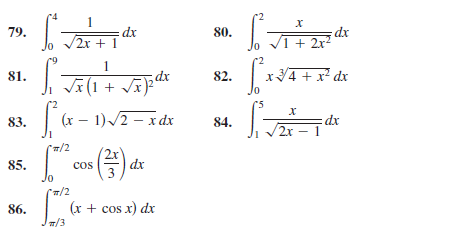 79. ∫₀⁴ 1/√(2x + 1) dx 80. ∫₀² x/√(1 + 2x²) dx
81. ∫₁⁹ 1/(√x (1 + √x)²) dx 82. ∫₀² x ∛(4 + x²) dx
83. ∫₁² (x − 1)√(2 − x) dx 84. ∫₁⁵ x/√(2x − 1) dx
85. ∫₀^(π/2) cos(2x/3) dx
86. ∫_(π/3)^(π/2) (x + cos x) dx